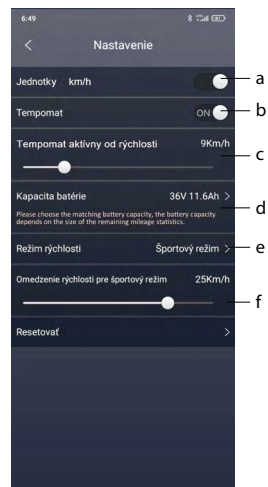 6:49
Nastavenie
Jednotky km/h
a
Tempomat ON
b
Tempomat aktívny od rýchlosti 9Km/h
c
Kapacita batérie 36V 11.6Ah >
Please choose the matching battery capacity, the battery capacity
depends on the size of the remaining mileage statistics.
d
Režim rýchlosti Športový režim >
e
Omedzenie rýchlosti pre športový režim 25Km/h
f
Resetovať >